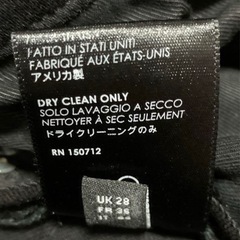 FATTO IN STATI UNITI
FABRIQUÉ AUX ÉTATS-UNIS
アメリカ製
DRY CLEAN ONLY
SOLO LAVAGGIO A SECCO
NETTOYER À SEC SEULEMENT
ドライクリーニングのみ
RN 150712
UK 28
FR 36
IT